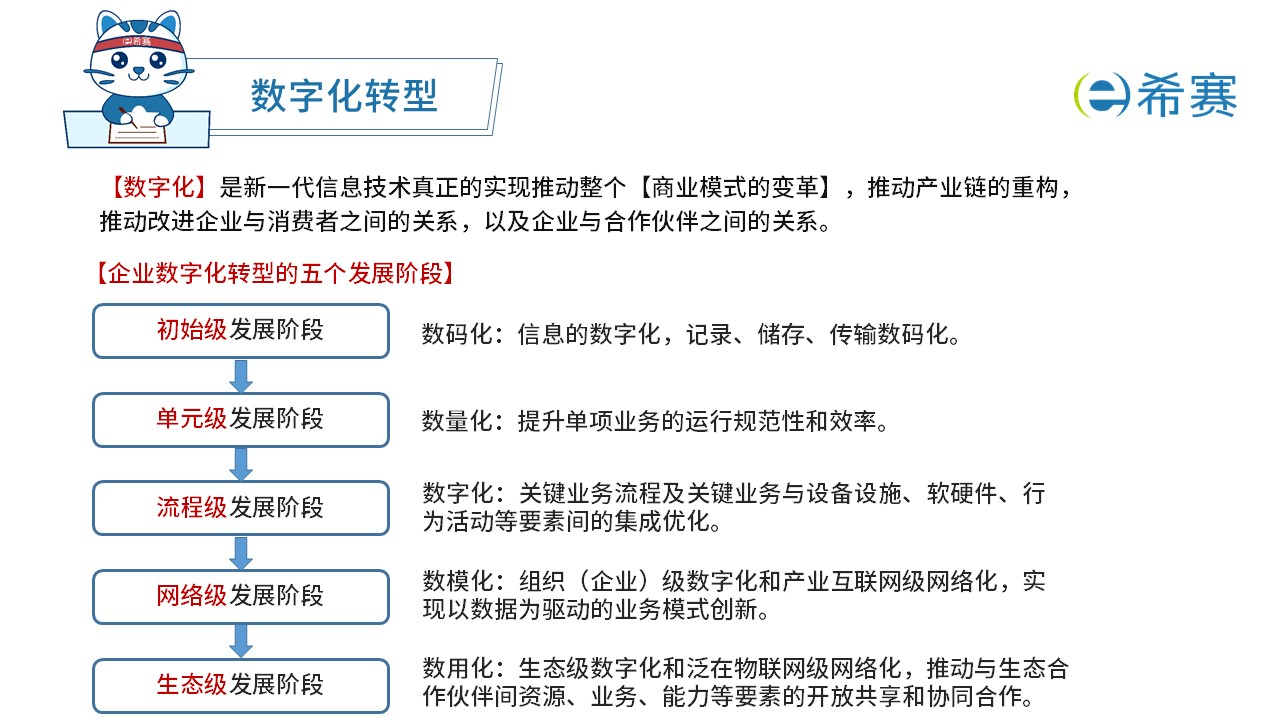 希赛
数字化转型
希赛
【数字化】是新一代信息技术真正的实现推动整个【商业模式的变革】，推动产业链的重构，
推动改进企业与消费者之间的关系，以及企业与合作伙伴之间的关系。
【企业数字化转型的五个发展阶段】
初始级发展阶段
数码化：信息的数字化，记录、储存、传输数码化。
单元级发展阶段
数量化：提升单项业务的运行规范性和效率。
流程级发展阶段
数字化：关键业务流程及关键业务与设备设施、软硬件、行
为活动等要素间的集成优化。
网络级发展阶段
数模化：组织（企业）级数字化和产业互联网级网络化，实
现以数据为驱动的业务模式创新。
生态级发展阶段
数用化：生态级数字化和泛在物联网级网络化，推动与生态合
作伙伴间资源、业务、能力等要素的开放共享和协同合作。